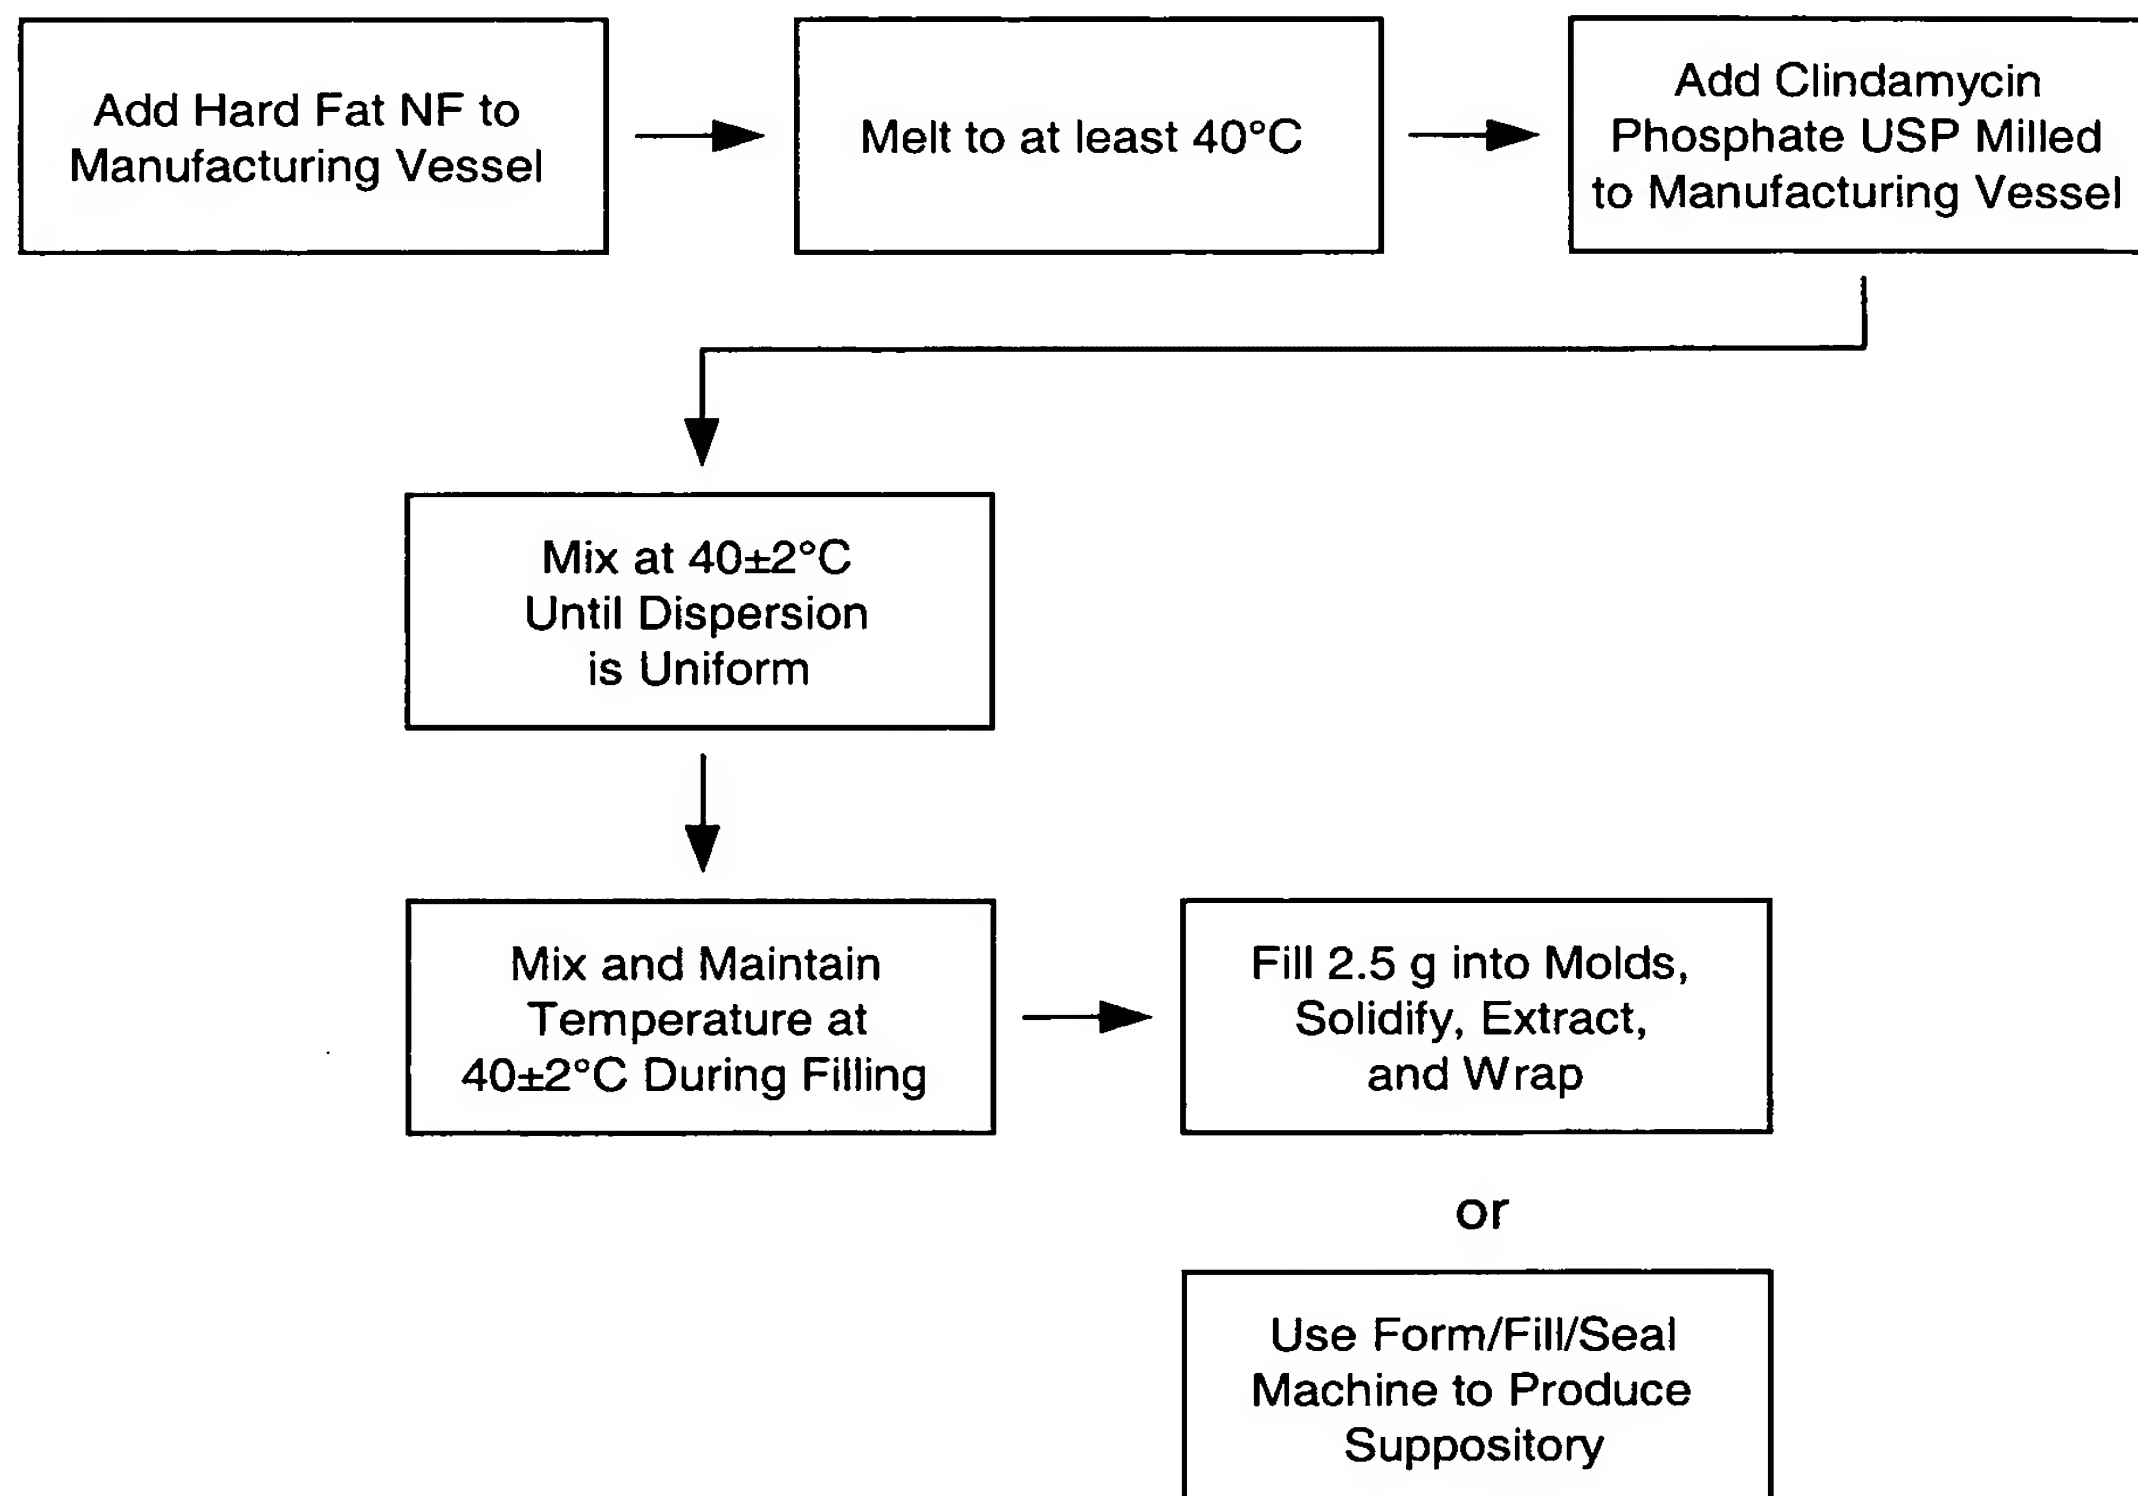 Add Hard Fat NF to
Manufacturing Vessel
Melt to at least 40°C
Add Clindamycin
Phosphate USP Milled
to Manufacturing Vessel
Mix at 40±2°C
Until Dispersion
is Uniform
Mix and Maintain
Temperature at
40±2°C During Filling
Fill 2.5 g into Molds,
Solidify, Extract,
and Wrap
or
Use Form/Fill/Seal
Machine to Produce
Suppository